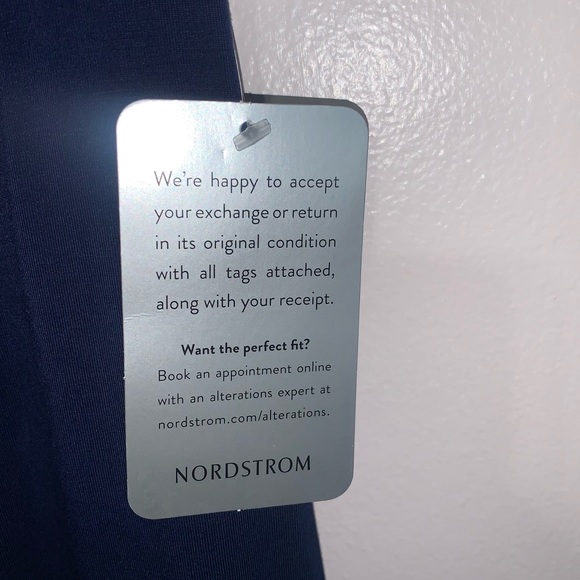 We're happy to accept
your exchange or return
in its original condition
with all tags attached,
along with your receipt.
Want the perfect fit?
Book an appointment online
with an alterations expert at
nordstrom.com/alterations.
NORDSTROM